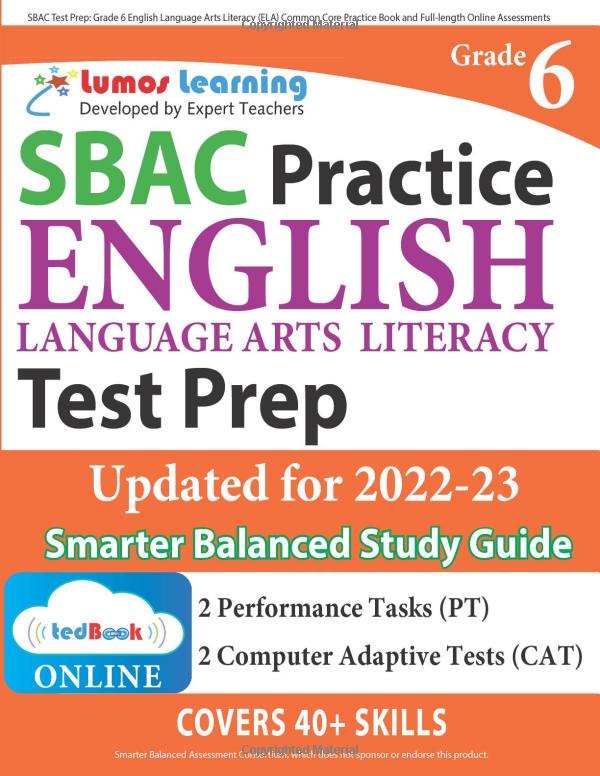 SBAC Test Prep: Grade 6 English Language Arts Literacy (ELA) Common Core Practice Book and Full-length Online Assessments
Copyrighted Material
Grade 6
Lumos Learning
Developed by Expert Teachers
SBAC Practice
ENGLISH
LANGUAGE ARTS LITERACY
Test Prep
Updated for 2022-23
Smarter Balanced Study Guide
2 Performance Tasks (PT)
tedBook
2 Computer Adaptive Tests (CAT)
ONLINE
COVERS 40+ SKILLS
Copyrighted Material
Smarter Balanced Assessment Consortium, which does not sponsor or endorse this product.